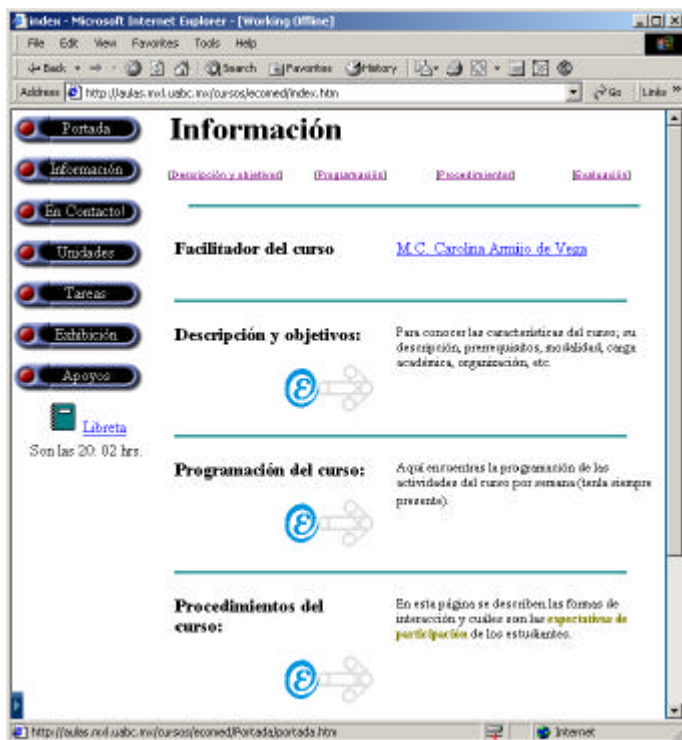 index - Microsoft Internet Explorer - [Working Offline]
File Edit View Favorites Tools Help
Back Search Favorites History
Address http://aulas.mxl.uabc.mx/cursos/ecomed/index.htm Go Links »
Portada
Información
En Contacto!
Unidades
Tareas
Exhibición
Apoyos
Libreta
Son las 20: 02 hrs.
Información
[Descripción y objetivos] [Programación] [Procedimientos] [Evaluación]
Facilitador del curso
M.C. Carolina Armijo de Vega
Descripción y objetivos:
Para conocer las características del curso; su
descripción, prerrequisitos, modalidad, carga
académica, organización, etc.
Programación del curso:
Aquí encuentras la programación de las
actividades del curso por semana (tenla siempre
presente).
Procedimientos del
curso:
En esta página se describen las formas de
interacción y cuáles son las expectativas de
participación de los estudiantes.
http://aulas.mxl.uabc.mx/cursos/ecomed/Portada/portada.htm Internet